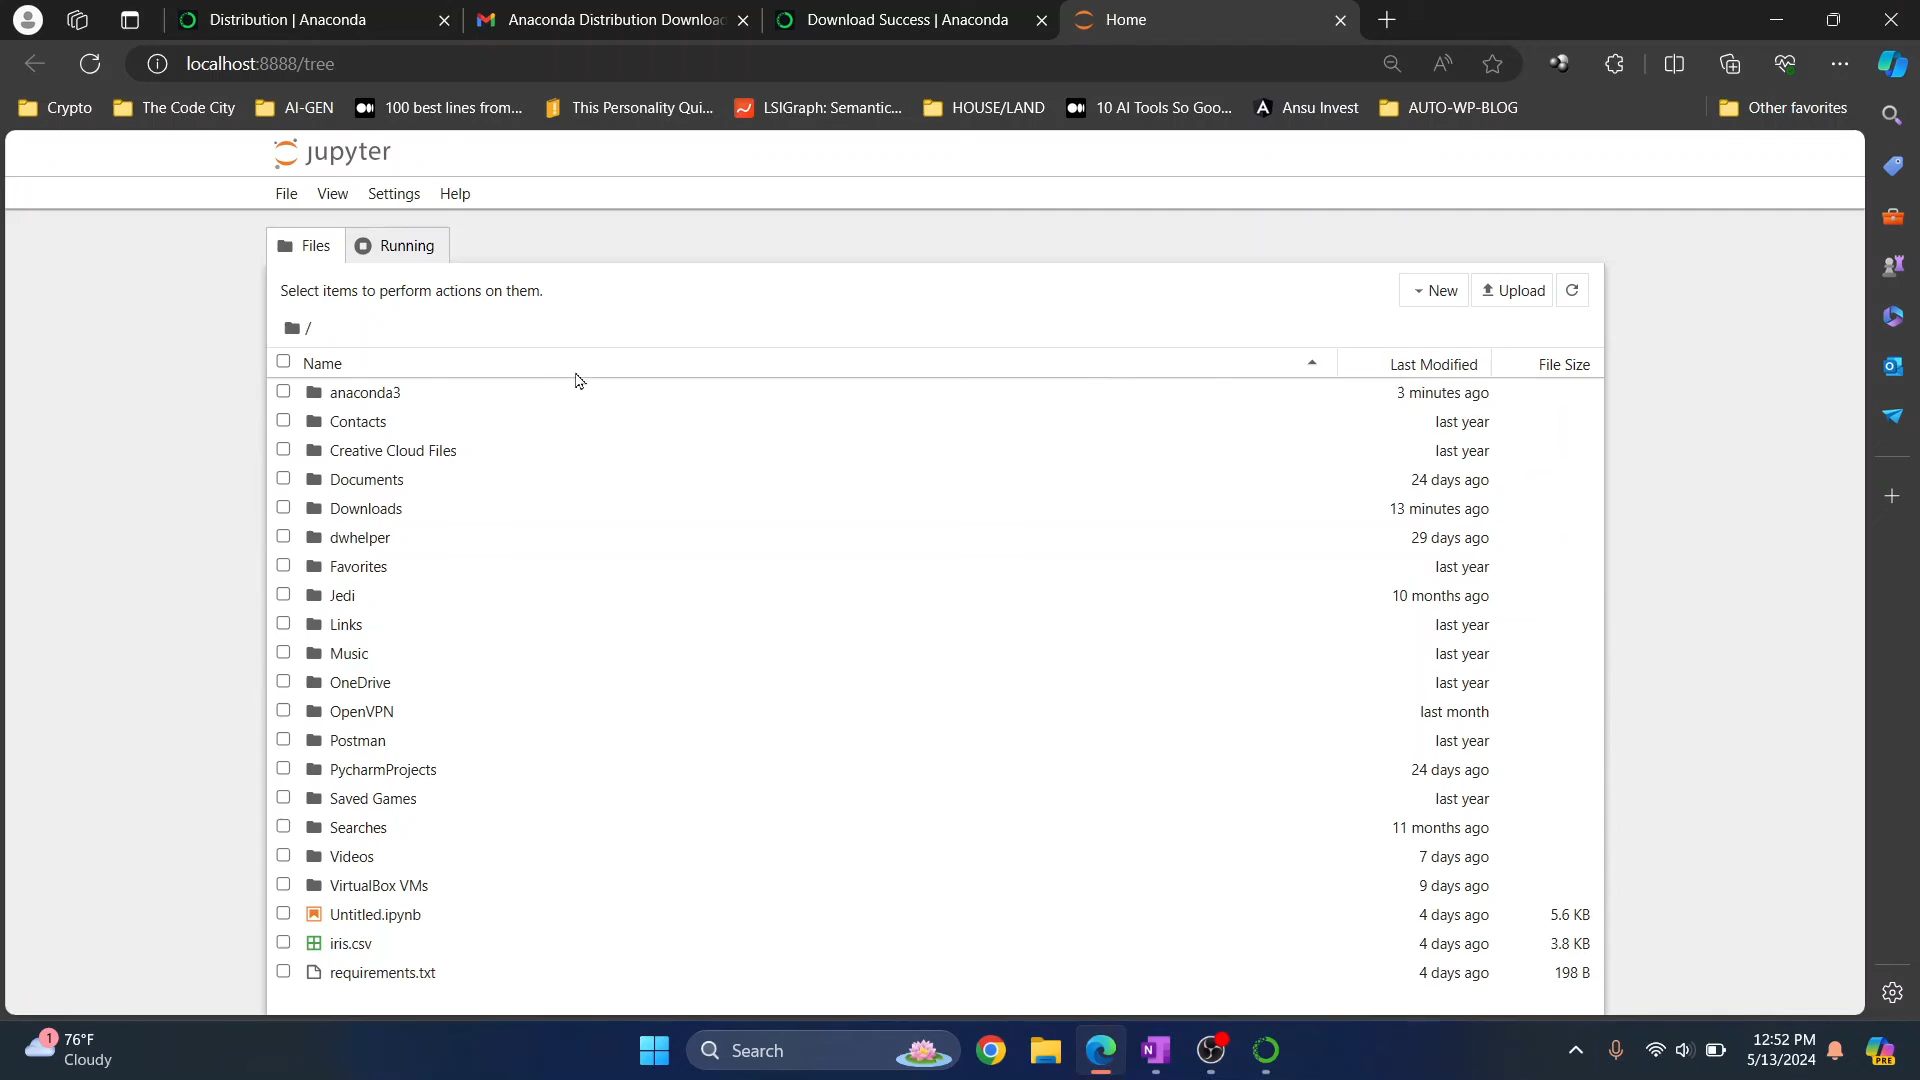 Distribution | Anaconda
Anaconda Distribution Download
Download Success | Anaconda
Home
localhost:8888/tree
Crypto
The Code City
AI-GEN
100 best lines from...
This Personality Qui...
LSIGraph: Semantic...
HOUSE/LAND
10 AI Tools So Goo...
Ansu Invest
AUTO-WP-BLOG
Other favorites
jupyter
File View Settings Help
Files Running
Select items to perform actions on them.
New Upload
/
Name Last Modified File Size
anaconda3 3 minutes ago
Contacts last year
Creative Cloud Files last year
Documents 24 days ago
Downloads 13 minutes ago
dwhelper 29 days ago
Favorites last year
Jedi 10 months ago
Links last year
Music last year
OneDrive last year
OpenVPN last month
Postman last year
PycharmProjects 24 days ago
Saved Games last year
Searches 11 months ago
Videos 7 days ago
VirtualBox VMs 9 days ago
Untitled.ipynb 4 days ago 5.6 KB
iris.csv 4 days ago 3.8 KB
requirements.txt 4 days ago 198 B
1
76°F
Cloudy
Search
N
12:52 PM
5/13/2024
PRE